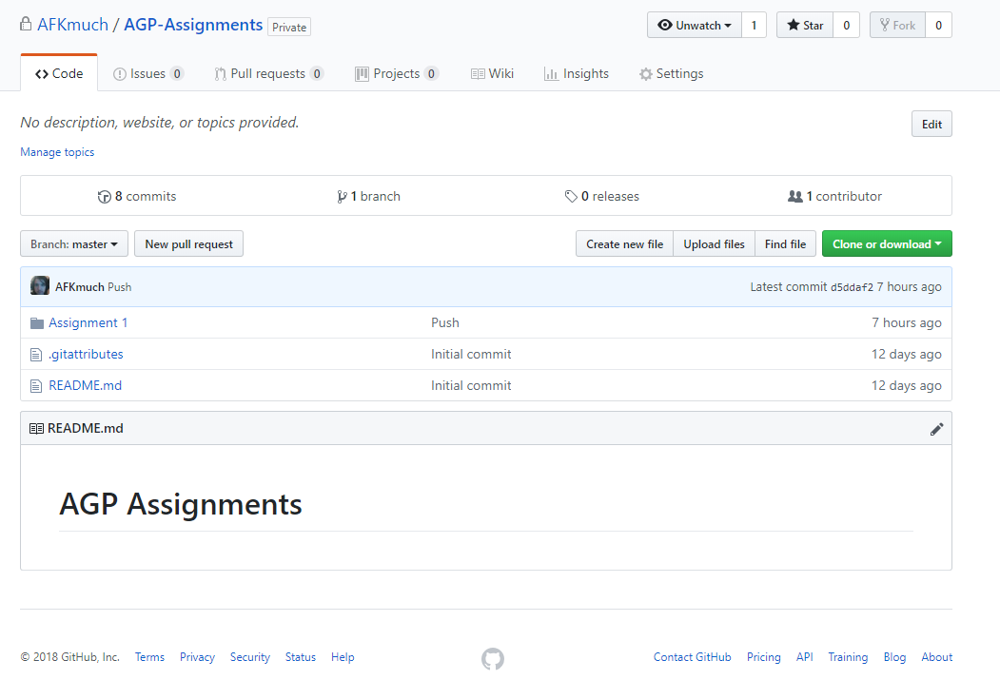 AFKmuch / AGP-Assignments Private Unwatch 1 Star 0 Fork 0
Code Issues 0 Pull requests 0 Projects 0 Wiki Insights Settings
No description, website, or topics provided. Edit
Manage topics
8 commits 1 branch 0 releases 1 contributor
Branch: master New pull request Create new file Upload files Find file Clone or download
AFKmuch Push Latest commit d5ddaf2 7 hours ago
Assignment 1 Push 7 hours ago
.gitattributes Initial commit 12 days ago
README.md Initial commit 12 days ago
README.md
AGP Assignments
© 2018 GitHub, Inc. Terms Privacy Security Status Help Contact GitHub Pricing API Training Blog About